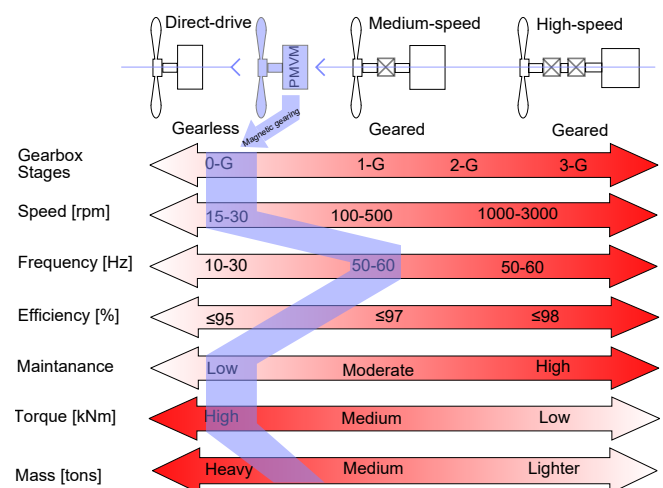 Direct-drive
Medium-speed
High-speed
PMVM
Magnetic gearing
Gearless
Geared
Geared
Gearbox
Stages
0-G
1-G
2-G
3-G
Speed [rpm]
15-30
100-500
1000-3000
Frequency [Hz]
10-30
50-60
50-60
Efficiency [%]
≤95
≤97
≤98
Maintanance
Low
Moderate
High
Torque [kNm]
High
Medium
Low
Mass [tons]
Heavy
Medium
Lighter